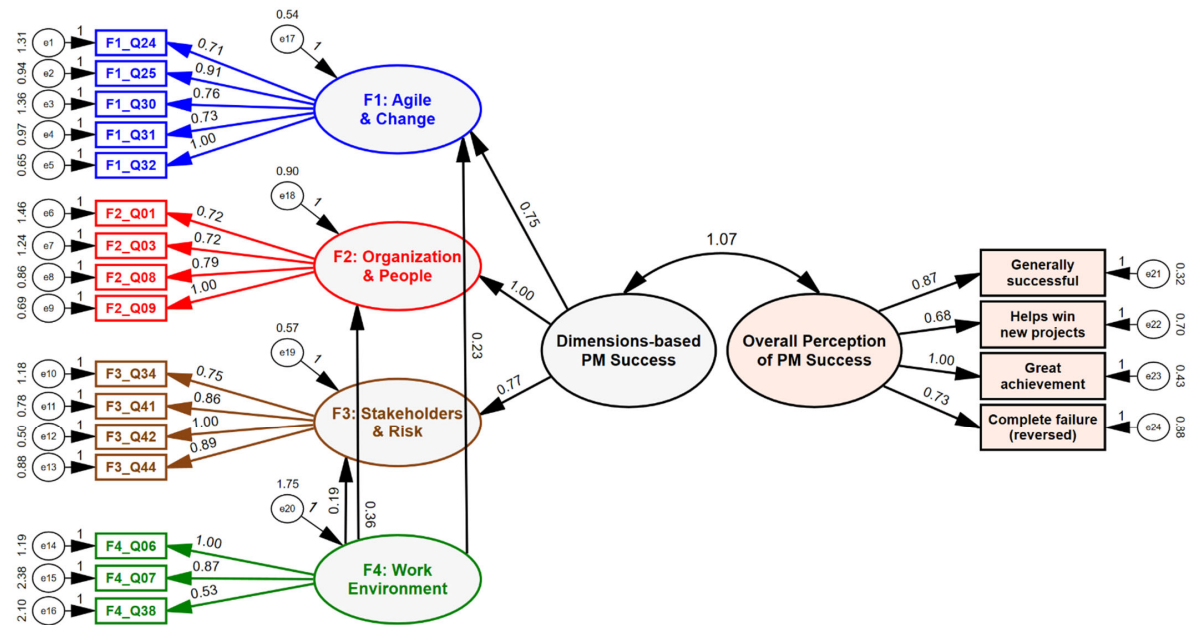 0.54
e17
1
1.31
e1
1
F1_Q24
0.71
0.94
e2
1
F1_Q25
0.91
1.36
e3
1
F1_Q30
0.76
0.97
e4
1
F1_Q31
0.73
0.65
e5
1
F1_Q32
1.00
F1: Agile
& Change
0.90
e18
1
1.46
e6
1
F2_Q01
0.72
1.24
e7
1
F2_Q03
0.72
0.86
e8
1
F2_Q08
0.79
0.69
e9
1
F2_Q09
1.00
F2: Organization
& People
0.57
e19
1
1.18
e10
1
F3_Q34
0.75
0.78
e11
1
F3_Q41
0.86
0.50
e12
1
F3_Q42
1.00
0.88
e13
1
F3_Q44
0.89
F3: Stakeholders
& Risk
1.75
e20
1
1.19
e14
1
F4_Q06
1.00
2.38
e15
1
F4_Q07
0.87
2.10
e16
1
F4_Q38
0.53
F4: Work
Environment
0.19
0.36
0.23
0.75
1.00
0.77
Dimensions-based
PM Success
1.07
Overall Perception
of PM Success
0.87
Generally
successful
1
e21
0.32
0.68
Helps win
new projects
1
e22
0.70
1.00
Great
achievement
1
e23
0.43
0.73
Complete failure
(reversed)
1
e24
0.38